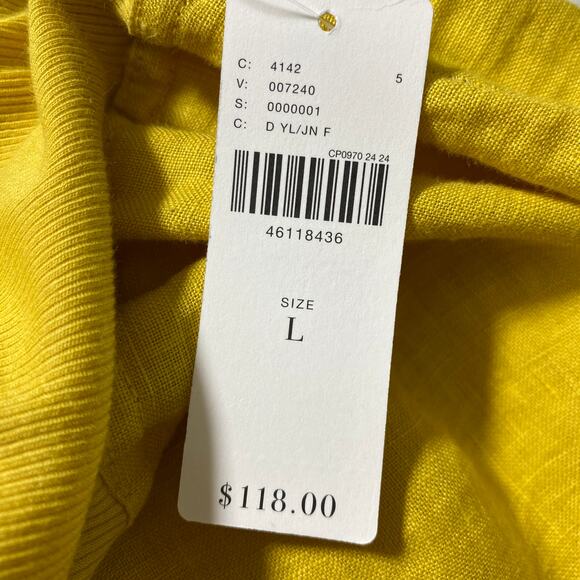 C: 4142 5
V: 007240
S: 0000001
C: D YL/JN F
CP0970 24 24
46118436
SIZE
L
$118.00